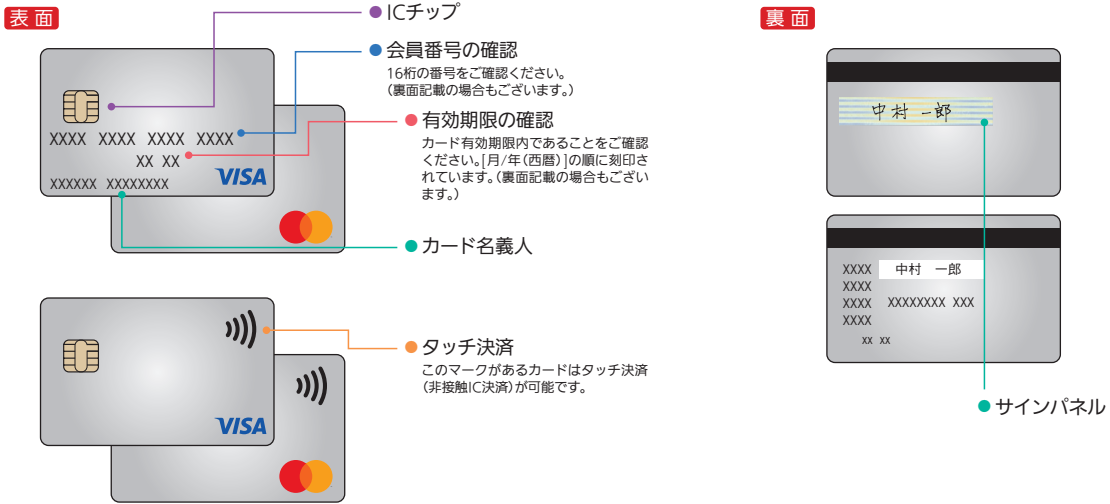 表面
ICチップ
会員番号の確認
16桁の番号をご確認ください。
(裏面記載の場合もございます。)
有効期限の確認
カード有効期限内であることをご確認
ください。[月/年(西暦)]の順に刻印さ
れています。(裏面記載の場合もござい
ます。)
カード名義人
XXXX XXXX XXXX XXXX
XX XX
XXXXXX XXXXXXXX
VISA
タッチ決済
このマークがあるカードはタッチ決済
(非接触IC決済)が可能です。
VISA
裏面
中村 一郎
XXXX 中村 一郎
XXXX
XXXX XXXXXXXX XXX
XXXX
XX XX
サインパネル